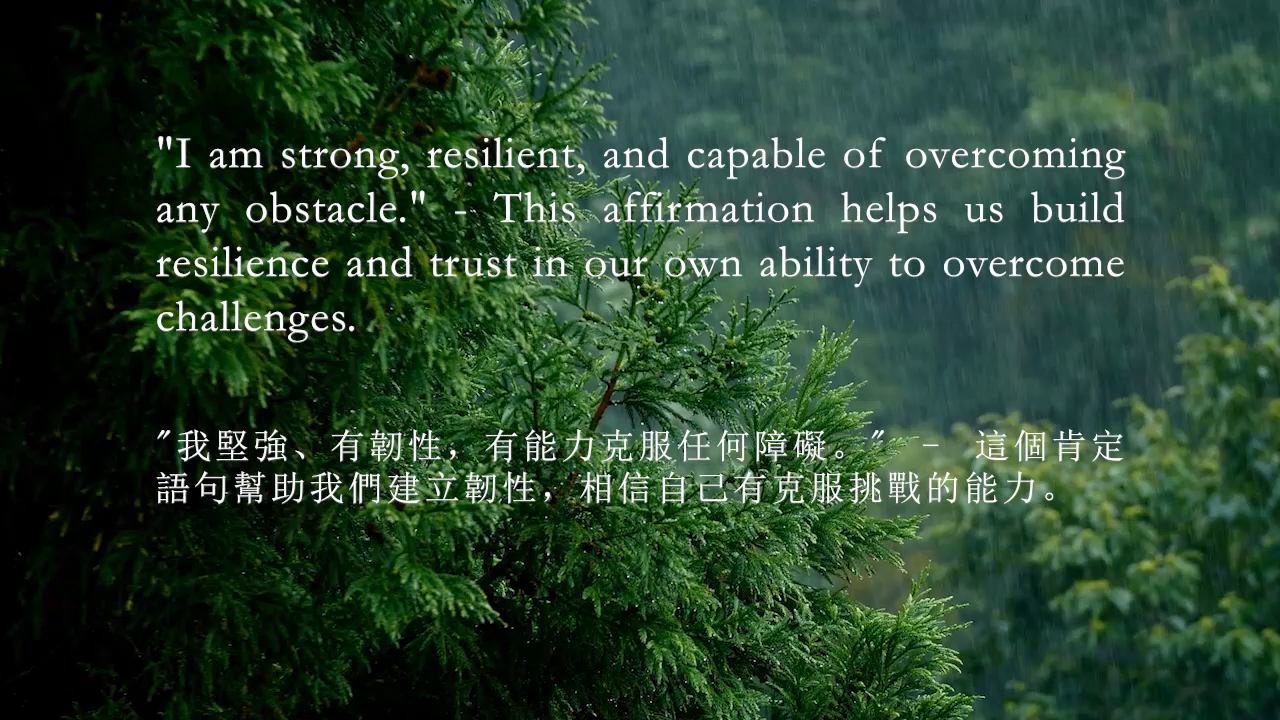 "I am strong, resilient, and capable of overcoming
any obstacle." - This affirmation helps us build
resilience and trust in our own ability to overcome
challenges.
"我堅強、有韌性，有能力克服任何障礙。" - 這個肯定
語句幫助我們建立韌性，相信自己有克服挑戰的能力。